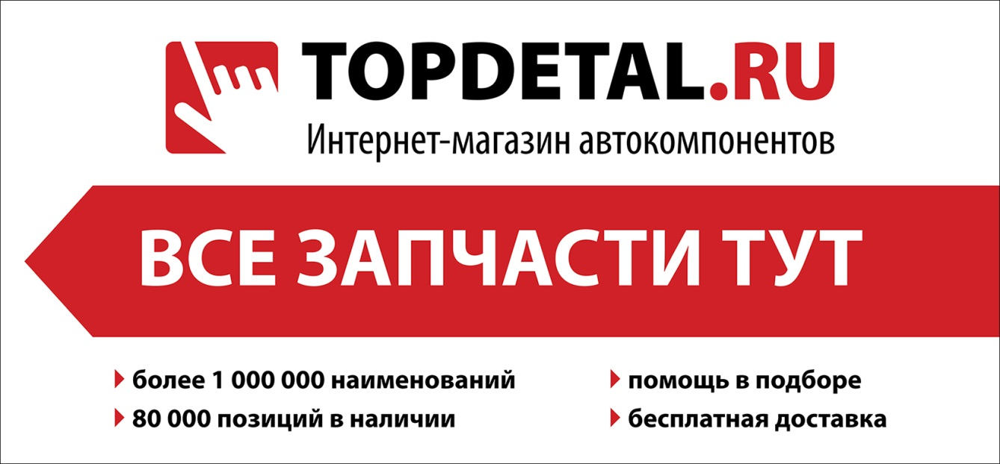 TOPDETAL.RU
Интернет-магазин автокомпонентов
ВСЕ ЗАПЧАСТИ ТУТ
более 1 000 000 наименований
80 000 позиций в наличии
помощь в подборе
бесплатная доставка